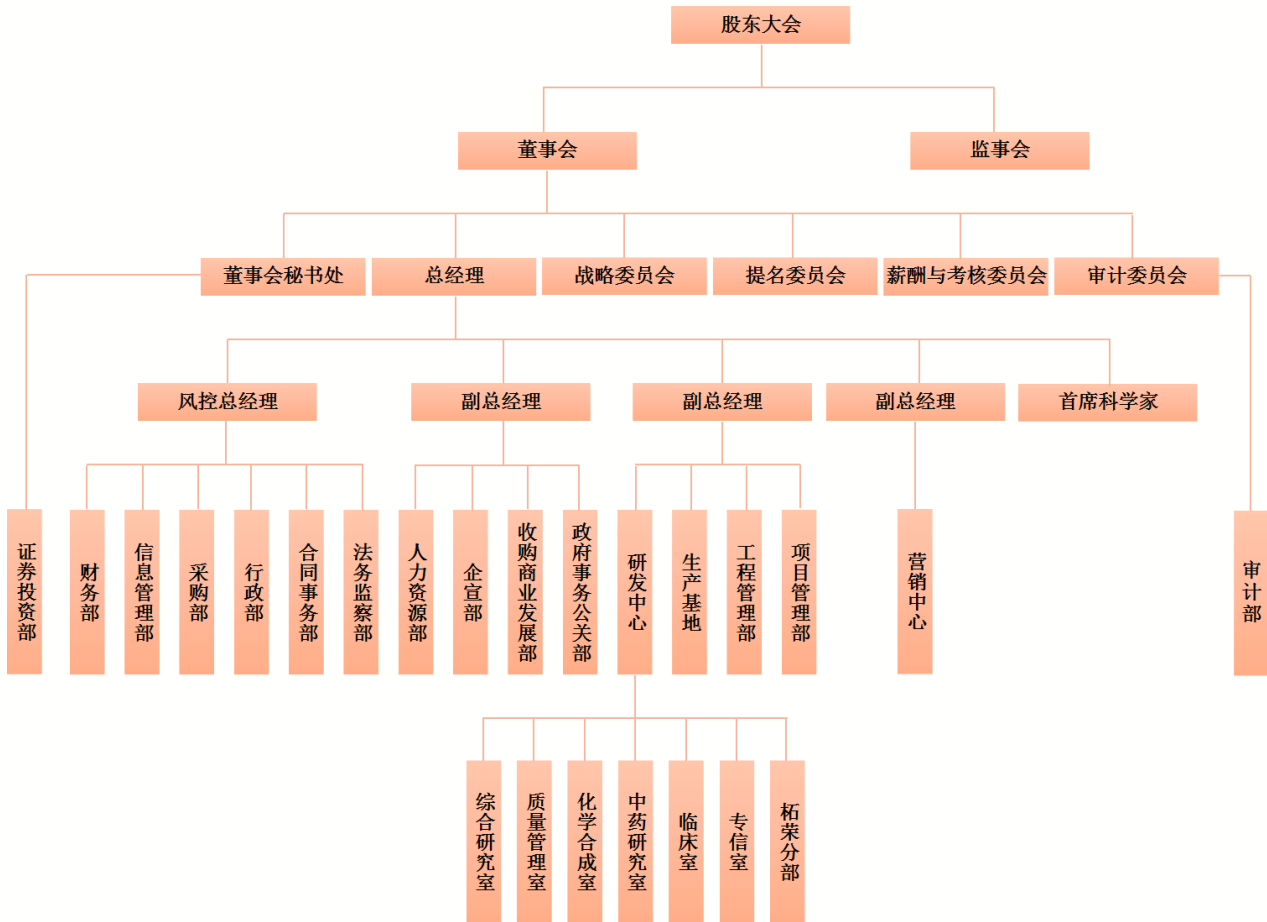 股东大会
董事会
监事会
董事会秘书处
总经理
战略委员会
提名委员会
薪酬与考核委员会
审计委员会
风控总经理
副总经理
副总经理
副总经理
首席科学家
证券投资部
财务部
信息管理部
采购部
行政部
合同事务部
法务监察部
人力资源部
企宣部
收购商业发展部
政府事务公关部
研发中心
生产基地
工程管理部
项目管理部
营销中心
审计部
综合研究室
质量管理室
化学合成室
中药研究室
临床室
专信室
柘荣分部